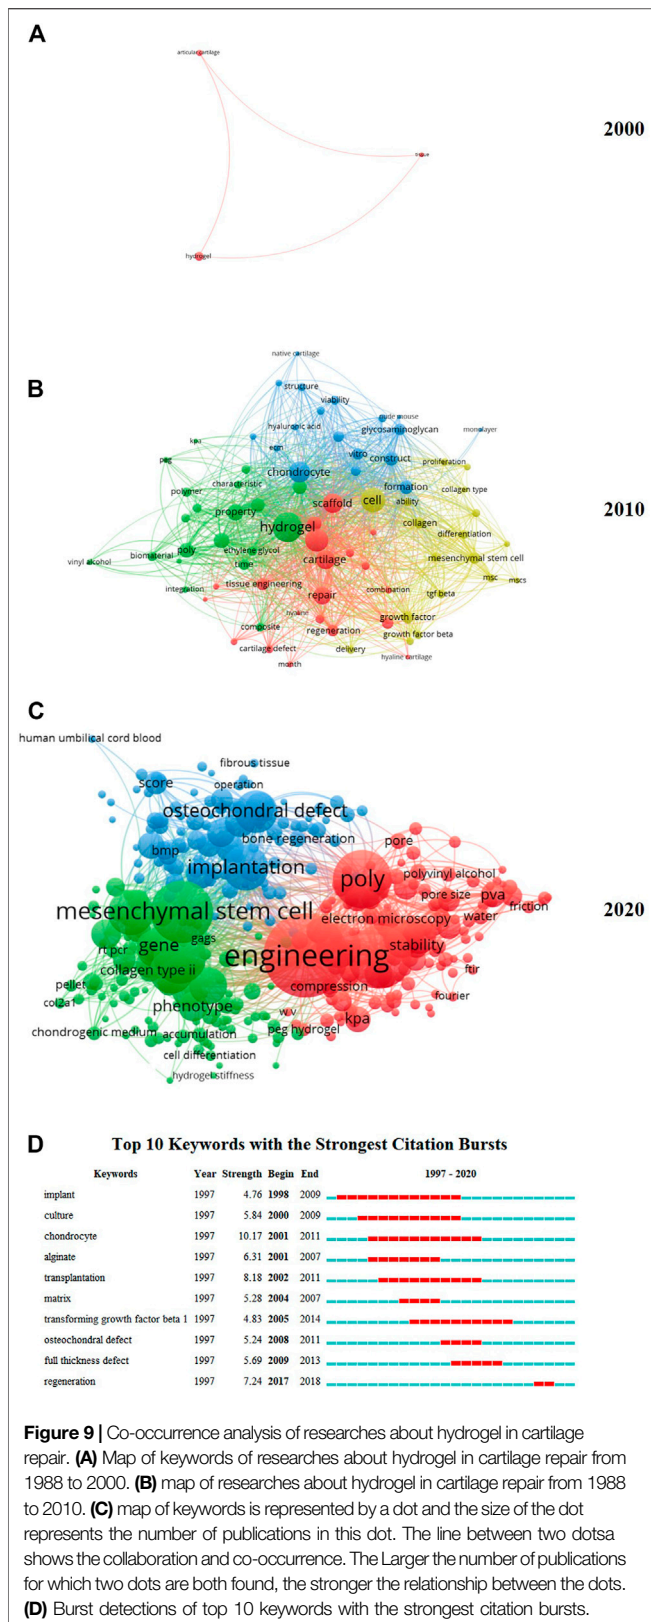 A
articular cartilage
2000
tissue
hydrogel
B
native cartilage
structure
viability
nude mouse
hyaluronic acid
glycosaminoglycan
monolayer
kpa
ecm
vitro
construct
peg
chondrocyte
proliferation
characteristic
formation
collagen type
polymer
scaffold
cell
ability
property
2010
hydrogel
collagen
differentiation
poly
ethylene glycol
biomaterial
cartilage
mesenchymal stem cell
vinyl alcohol
time
msc
mscs
integration
tissue engineering
combination
tgf beta
repair
hyaline
growth factor
composite
regeneration
growth factor beta
cartilage defect
delivery
month
hyaline cartilage
C
human umbilical cord blood
fibrous tissue
score
operation
osteochondral defect
bone regeneration
pore
bmp
implantation
poly
polyvinyl alcohol
pore size
pva
mesenchymal stem cell
friction
2020
electron microscopy
water
gene
gags
stability
rt pcr
engineering
collagen type ii
ftir
pellet
compression
col2a1
phenotype
fourier
w v
kpa
chondrogenic medium
accumulation
peg hydrogel
cell differentiation
hydrogel stiffness
D
Top 10 Keywords with the Strongest Citation Bursts
Keywords Year Strength Begin End 1997 - 2020
implant 1997 4.76 1998 2009
culture 1997 5.84 2000 2009
chondrocyte 1997 10.17 2001 2011
alginate 1997 6.31 2001 2007
transplantation 1997 8.18 2002 2011
matrix 1997 5.28 2004 2007
transforming growth factor beta 1 1997 4.83 2005 2014
osteochondral defect 1997 5.24 2008 2011
full thickness defect 1997 5.69 2009 2013
regeneration 1997 7.24 2017 2018
Figure 9 | Co-occurrence analysis of researches about hydrogel in cartilage
repair. (A) Map of keywords of researches about hydrogel in cartilage repair from
1988 to 2000. (B) map of researches about hydrogel in cartilage repair from 1988
to 2010. (C) map of keywords is represented by a dot and the size of the dot
represents the number of publications in this dot. The line between two dotsa
shows the collaboration and co-occurrence. The Larger the number of publications
for which two dots are both found, the stronger the relationship between the dots.
(D) Burst detections of top 10 keywords with the strongest citation bursts.